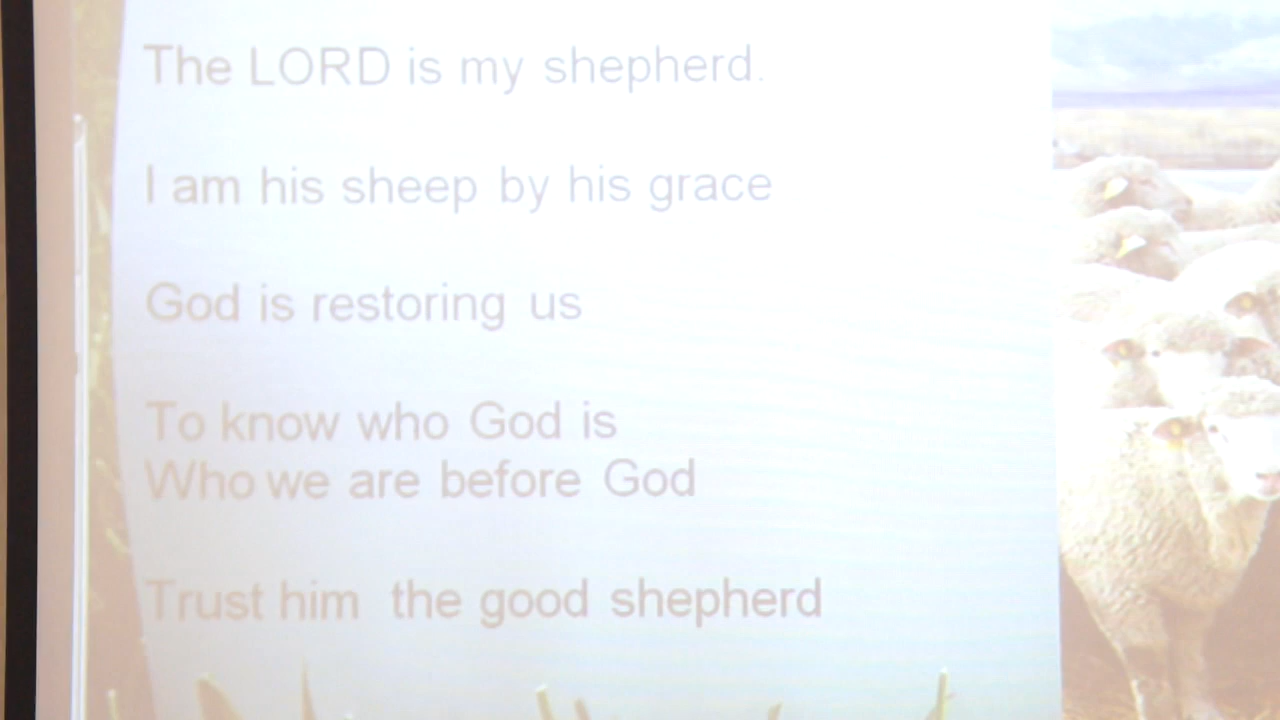 The LORD is my shepherd.
I am his sheep by his grace
God is restoring us
To know who God is
Who we are before God
Trust him the good shepherd